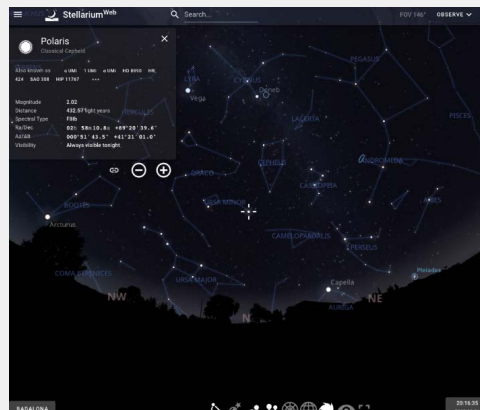 StellariumWeb
Search...
FOV 146°
OBSERVE
Polaris
Classical Cepheid
Also known as α UMi 1 UMi α UMi HD 8890 HR
424 SAO 308 HIP 11767
Magnitude 2.02
Distance 432.57 light years
Spectral Type F8Ib
Ra/Dec 02h 58m10.8s +89°20'39.6"
Az/Alt 000°51'43.5" +41°21'01.0"
Visibility Always visible tonight
HERCULES
LYRA
Vega
CYGNUS
Deneb
PEGASUS
LACERTA
PISCES
ANDROMEDA
CEPHEUS
DRACO
CASSIOPEIA
URSA MINOR
BOOTES
Arcturus
CAMELOPARDALIS
PERSEUS
ARIES
COMA BERENICES
URSA MAJOR
Capella
Pleiades
AURIGA
NW
N
NE
BADALONA
20:16:35